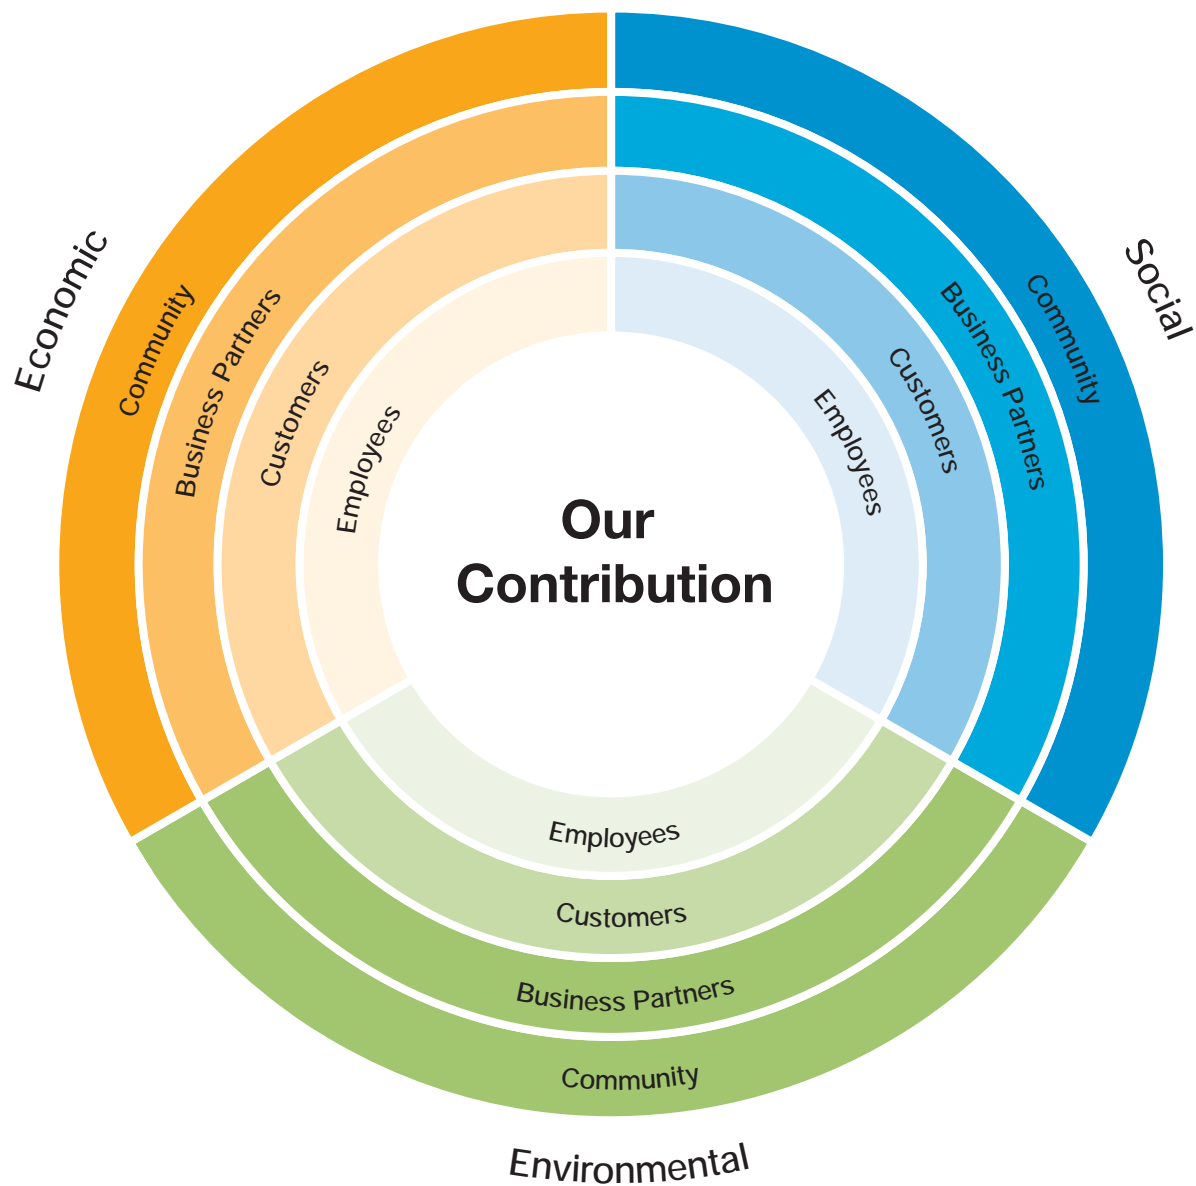 Economic
Community
Business Partners
Customers
Employees
Our
Contribution
Social
Community
Business Partners
Customers
Employees
Employees
Customers
Business Partners
Community
Environmental